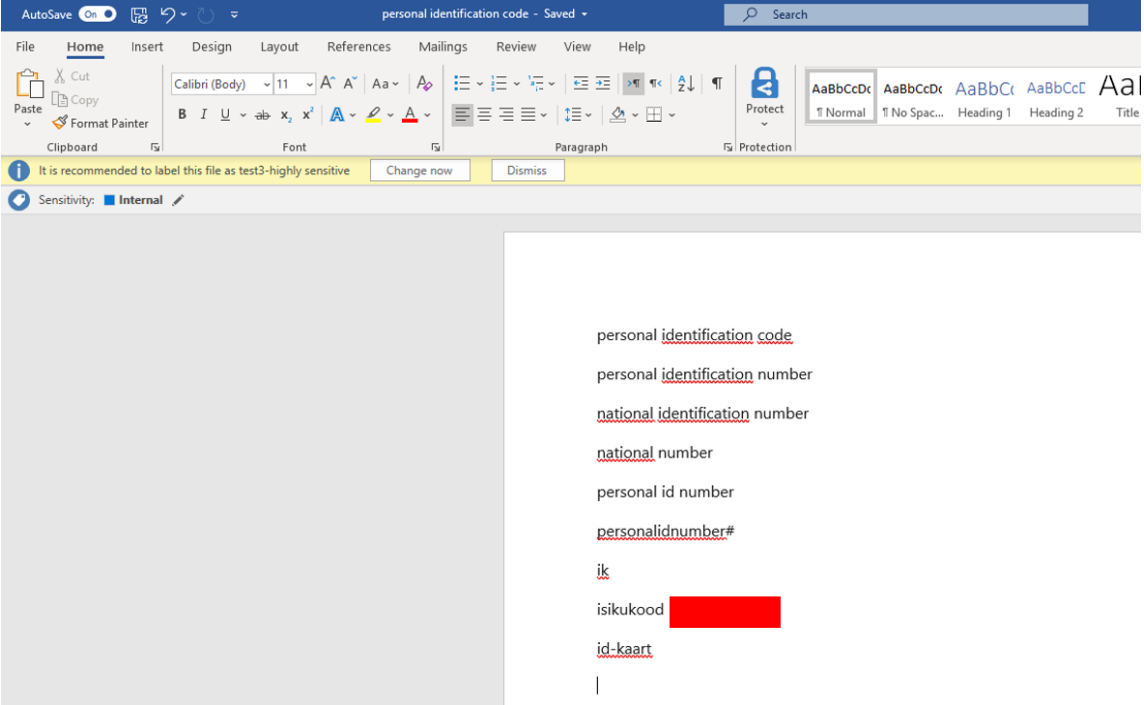 AutoSave On personal identification code - Saved Search
File Home Insert Design Layout References Mailings Review View Help
Paste
Cut
Copy
Format Painter
Clipboard
Calibri (Body) 11 A A Aa A
B I U ab x2 x2 A A
Font
A Z
Paragraph
Protect
Protection
AaBbCcDc AaBbCcDc AaBbCc AaBbCcD AaI
¶ Normal ¶ No Spac... Heading 1 Heading 2 Title
It is recommended to label this file as test3-highly sensitive Change now Dismiss
Sensitivity: Internal
personal identification code
personal identification number
national identification number
national number
personal id number
personalidnumber#
ik
isikukood
id-kaart